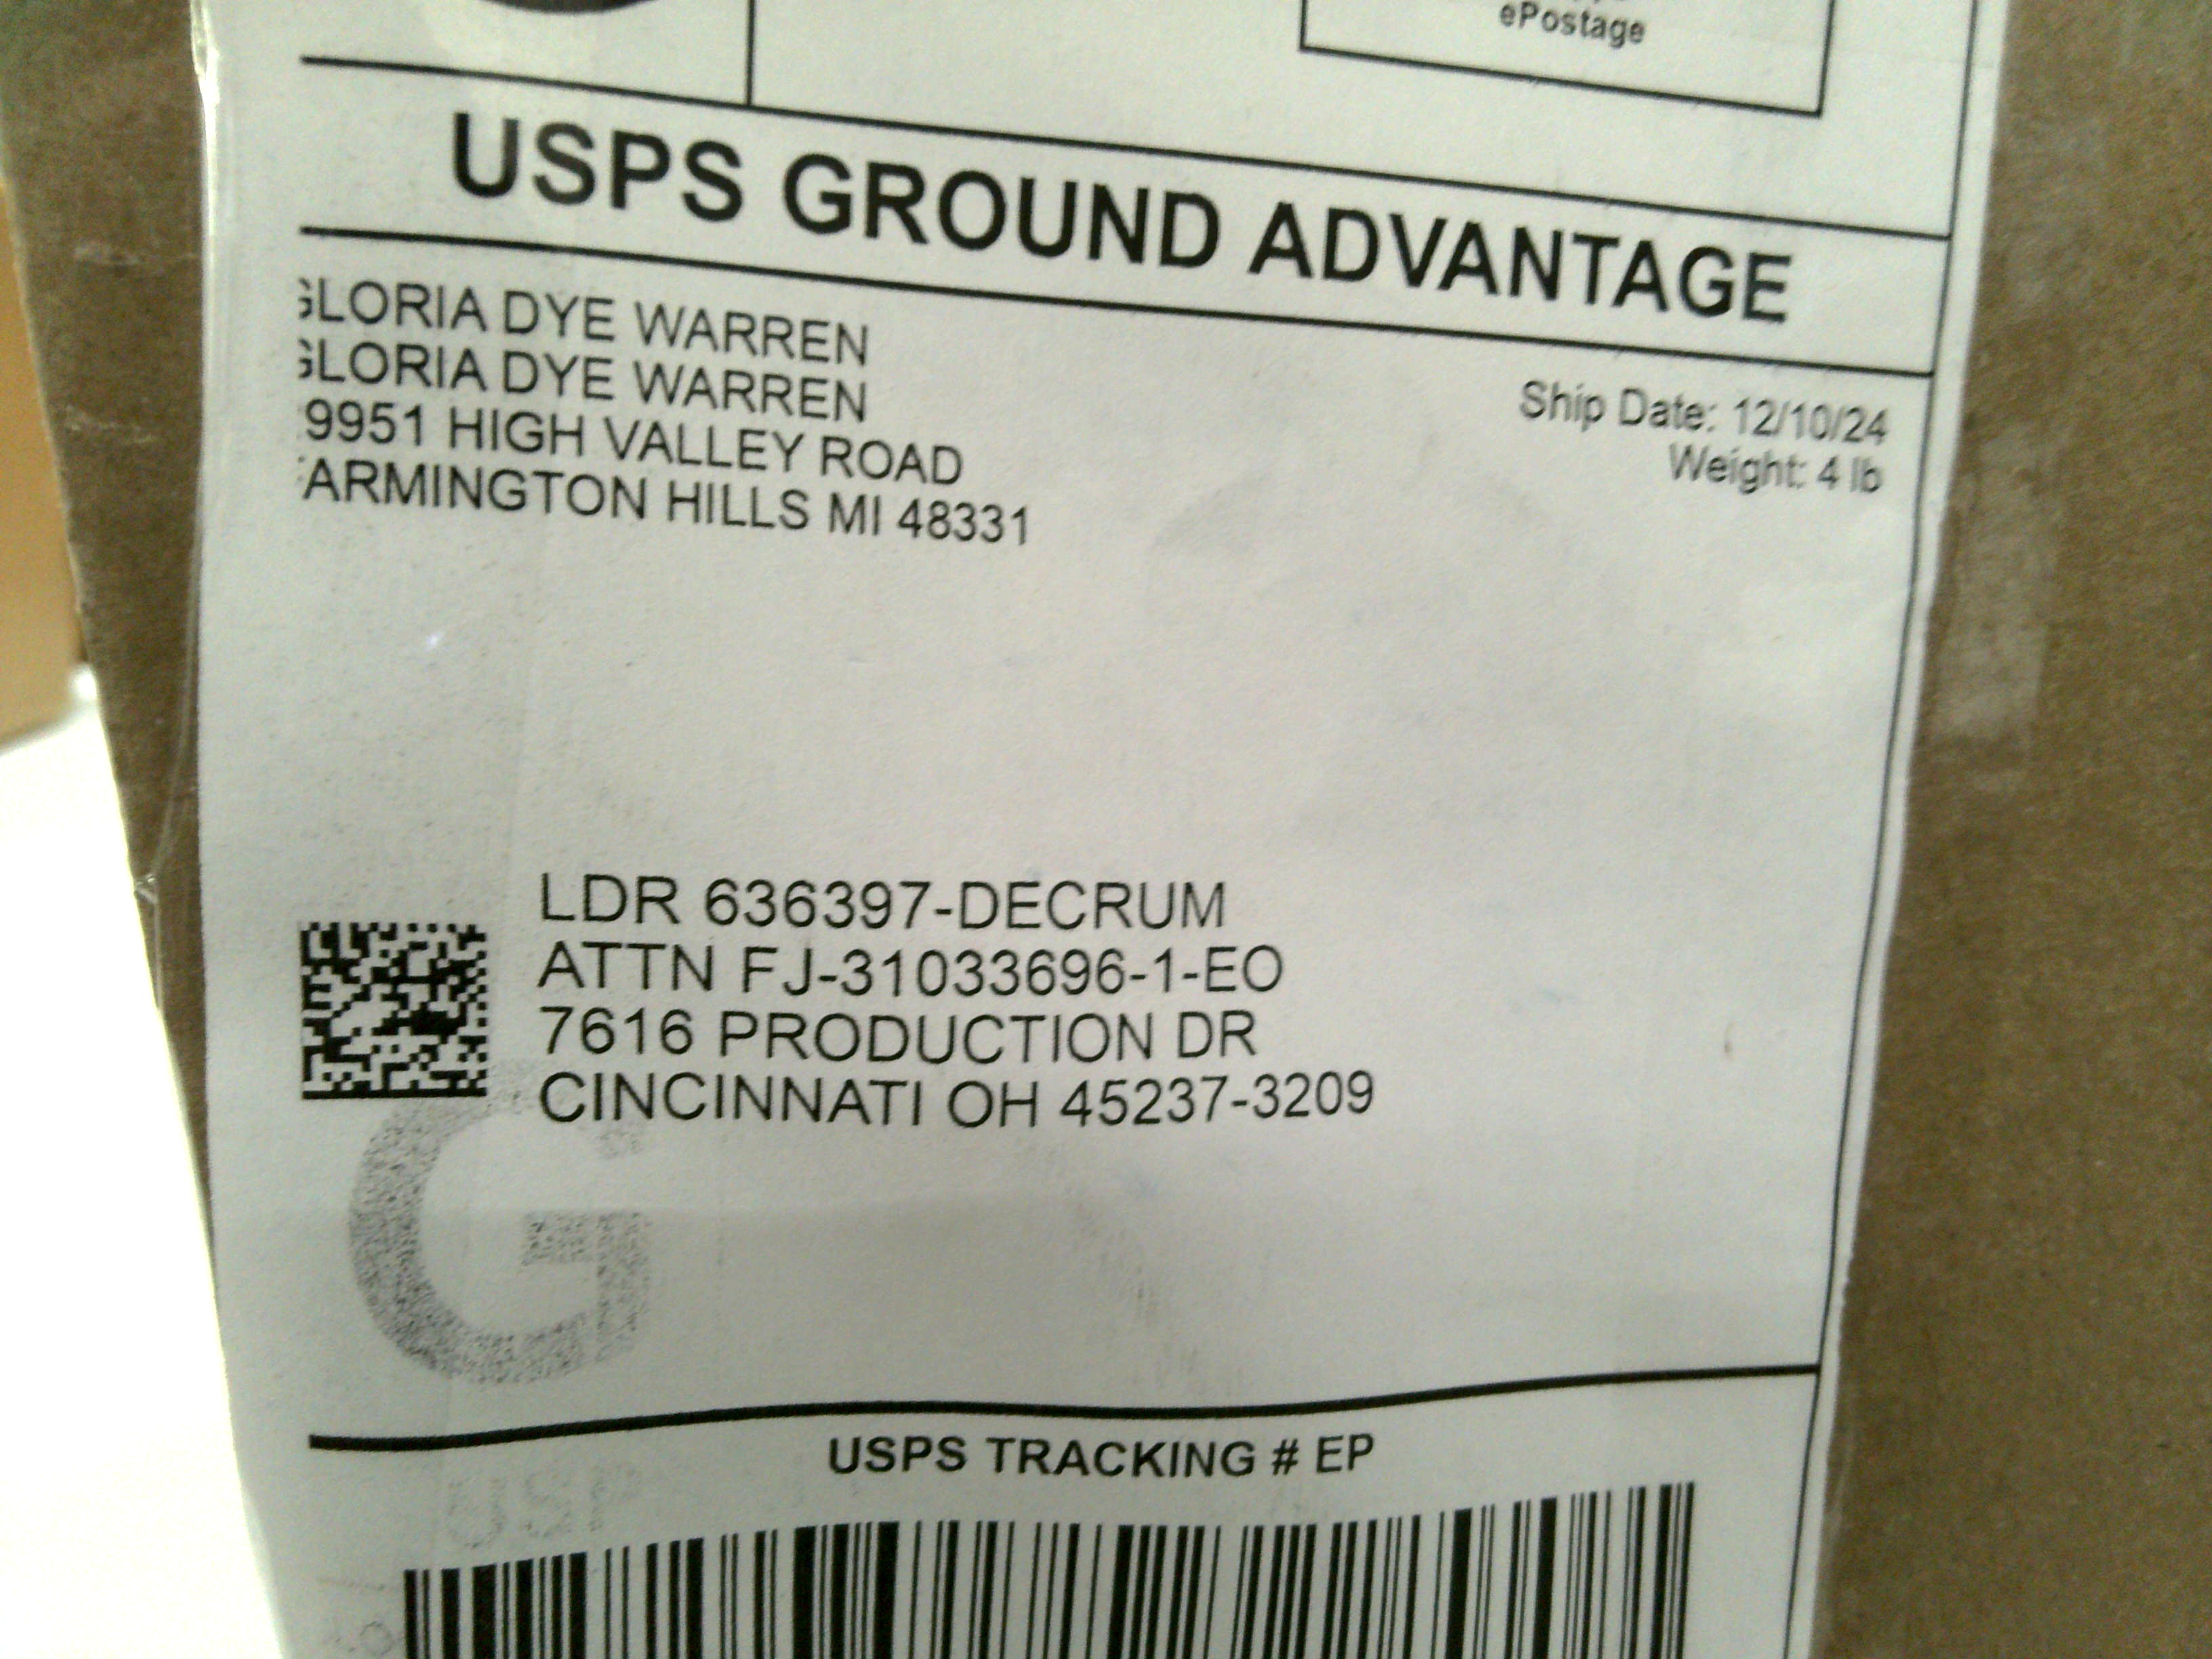 ePostage
USPS GROUND ADVANTAGE
GLORIA DYE WARREN
GLORIA DYE WARREN
9951 HIGH VALLEY ROAD
ARMINGTON HILLS MI 48331
Ship Date: 12/10/24
Weight: 4 lb
LDR 636397-DECRUM
ATTN FJ-31033696-1-EO
7616 PRODUCTION DR
CINCINNATI OH 45237-3209
G
USPS TRACKING # EP